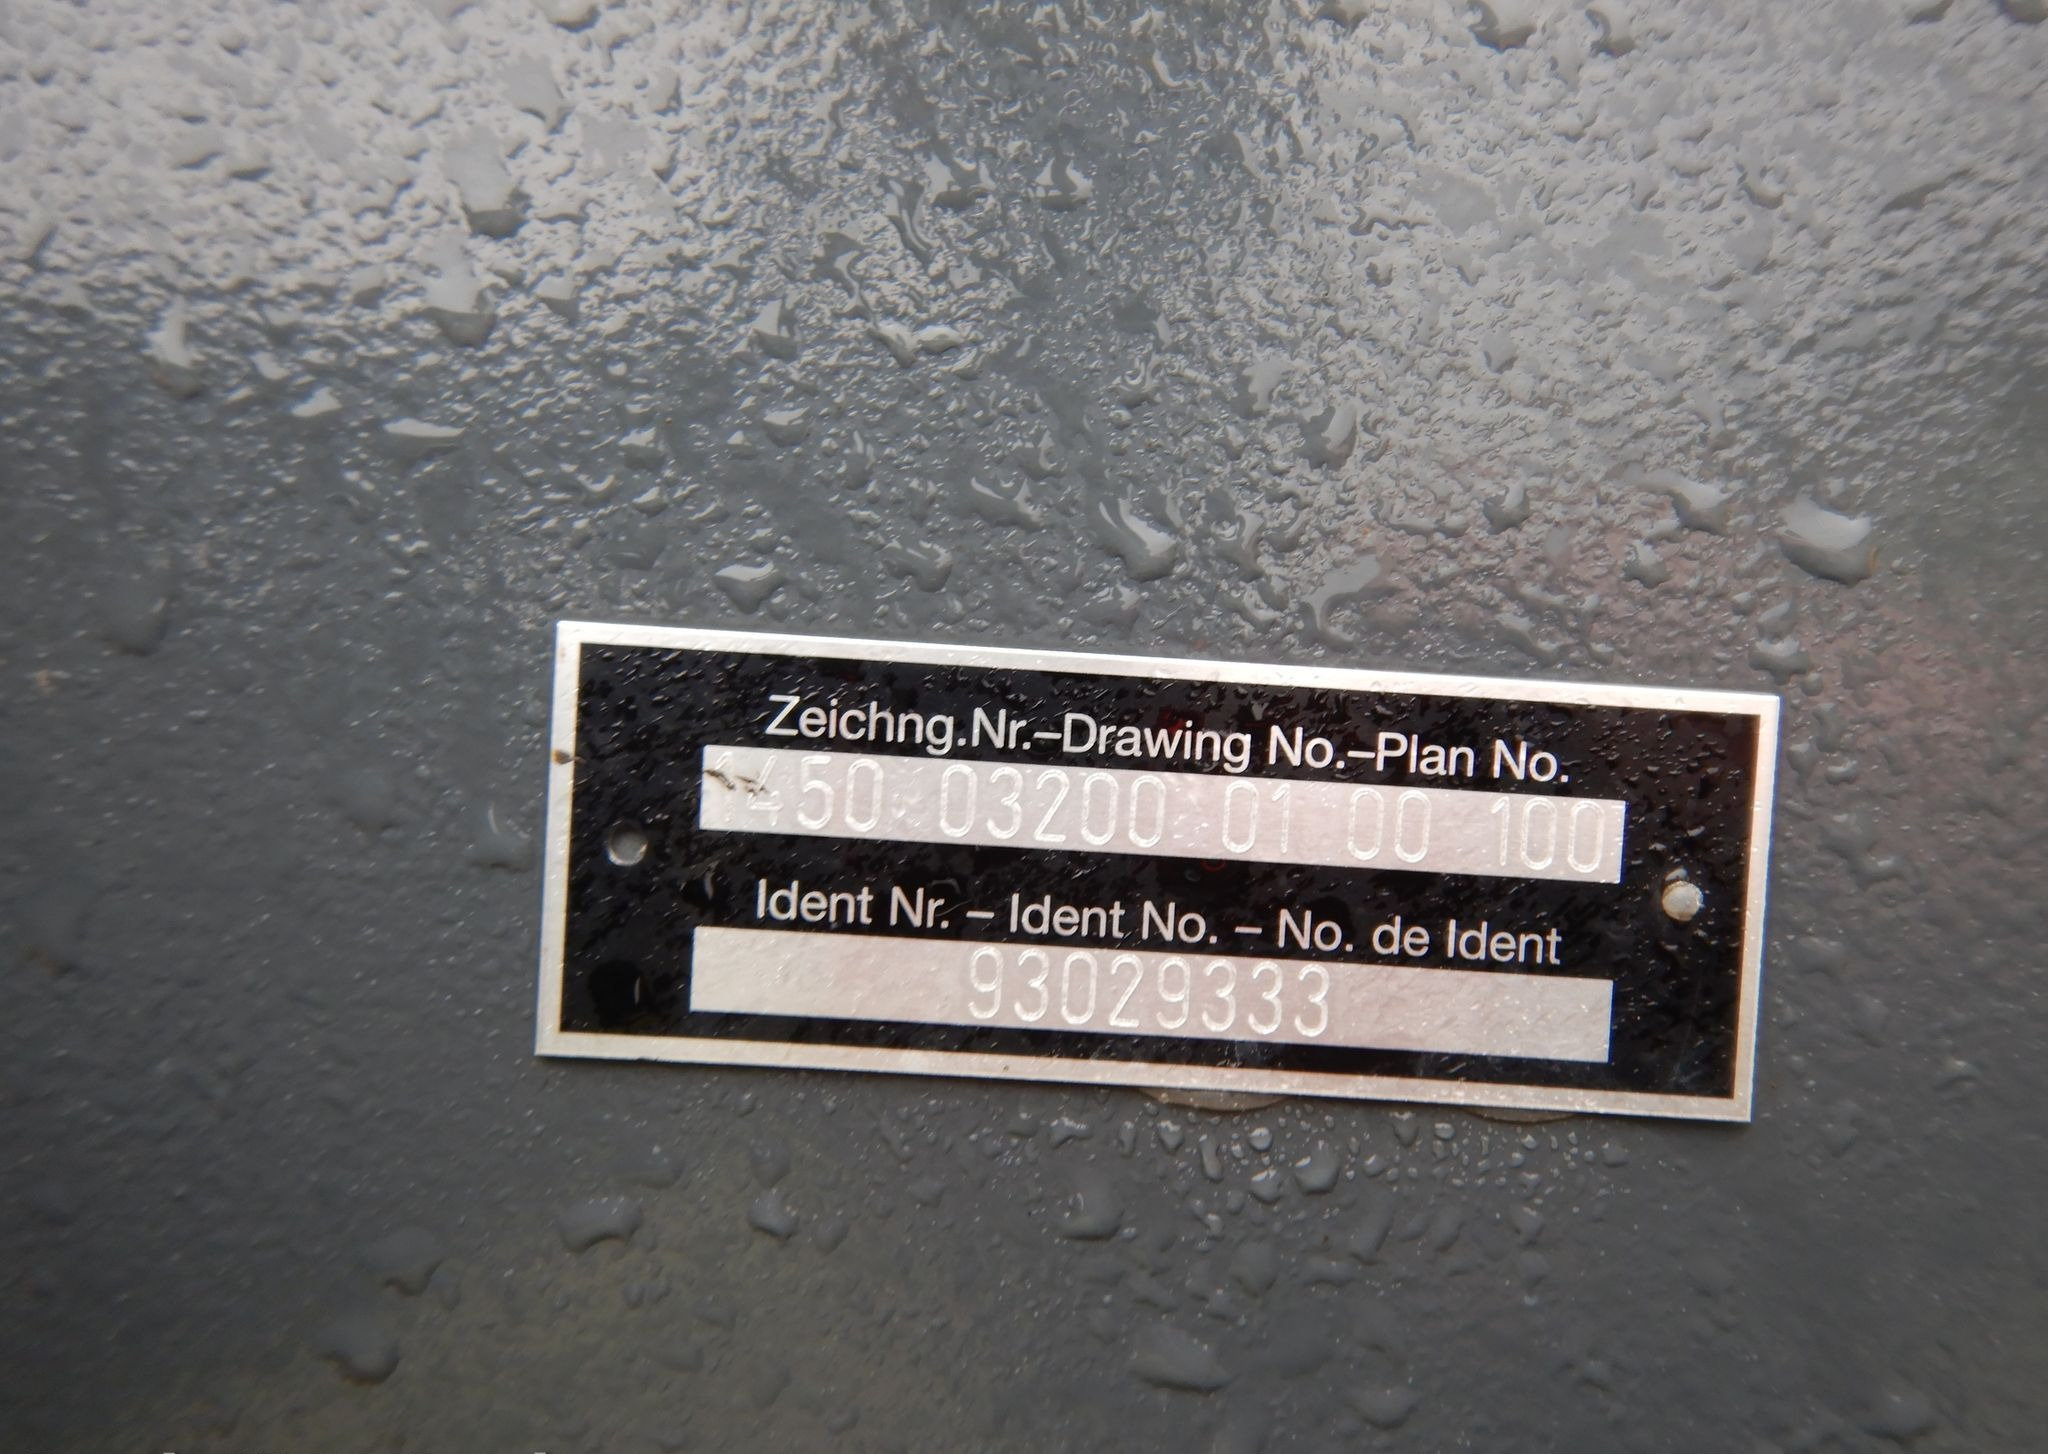 Zeichng.Nr.–Drawing No.–Plan No.
1450 03200 01 00 100
Ident Nr. – Ident No. – No. de Ident
93029333